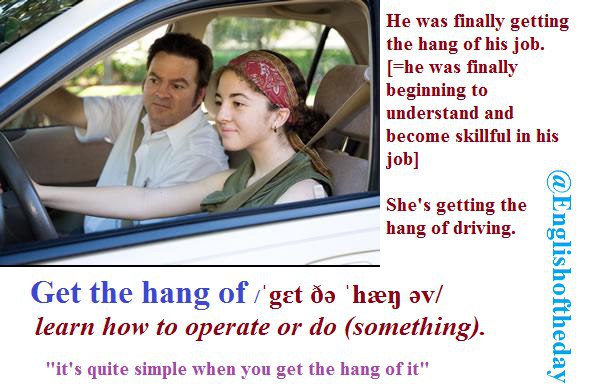 He was finally getting
the hang of his job.
[=he was finally
beginning to
understand and
become skillful in his
job]
She's getting the
hang of driving.
@Englishoftheday
Get the hang of /ˈgɛt ðə ˈhæŋ əv/
learn how to operate or do (something).
"it's quite simple when you get the hang of it"